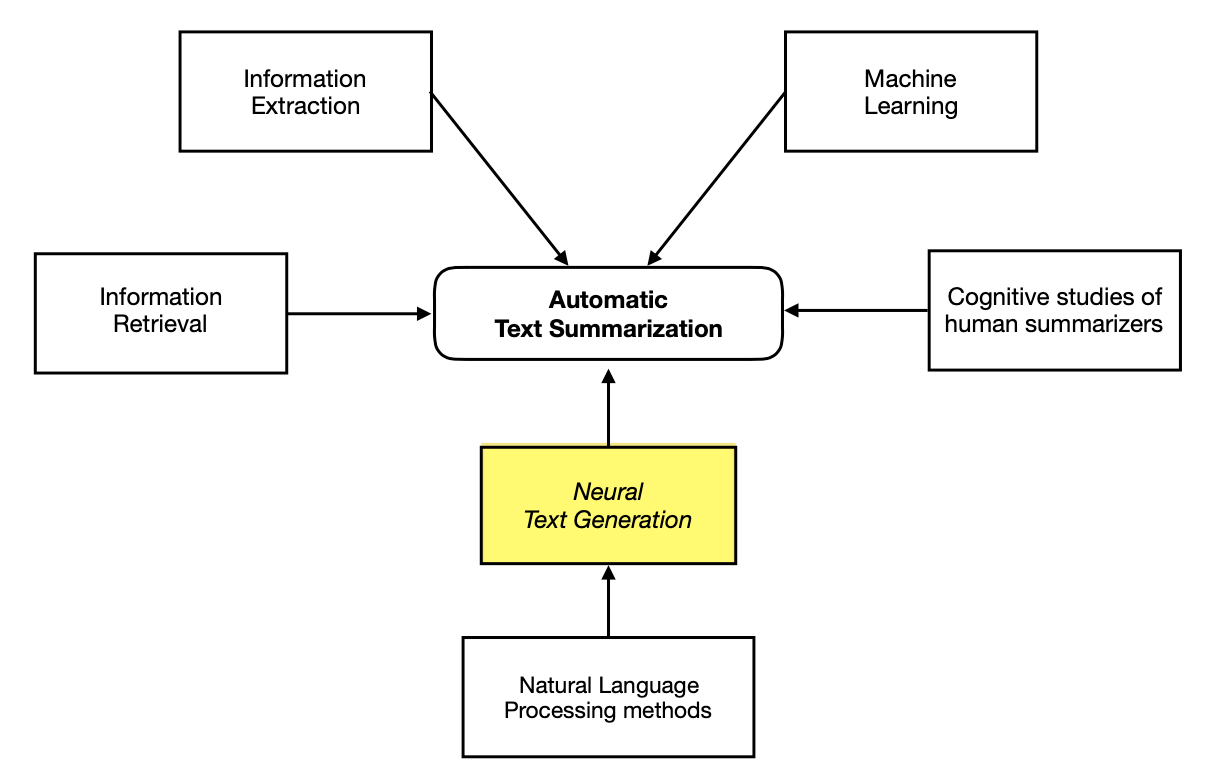 Information
Extraction
Machine
Learning
Information
Retrieval
Automatic
Text Summarization
Cognitive studies of
human summarizers
Neural
Text Generation
Natural Language
Processing methods